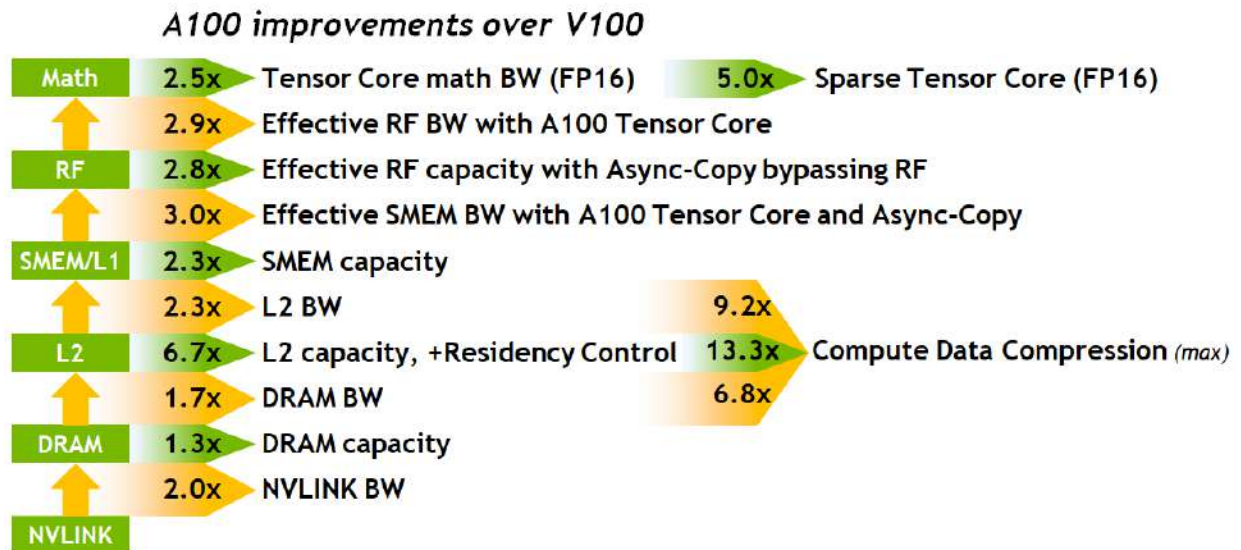 A100 improvements over V100
Math 2.5x Tensor Core math BW (FP16) 5.0x Sparse Tensor Core (FP16)
2.9x Effective RF BW with A100 Tensor Core
RF 2.8x Effective RF capacity with Async-Copy bypassing RF
3.0x Effective SMEM BW with A100 Tensor Core and Async-Copy
SMEM/L1 2.3x SMEM capacity
2.3x L2 BW 9.2x
L2 6.7x L2 capacity, +Residency Control 13.3x Compute Data Compression (max)
1.7x DRAM BW 6.8x
DRAM 1.3x DRAM capacity
2.0x NVLINK BW
NVLINK